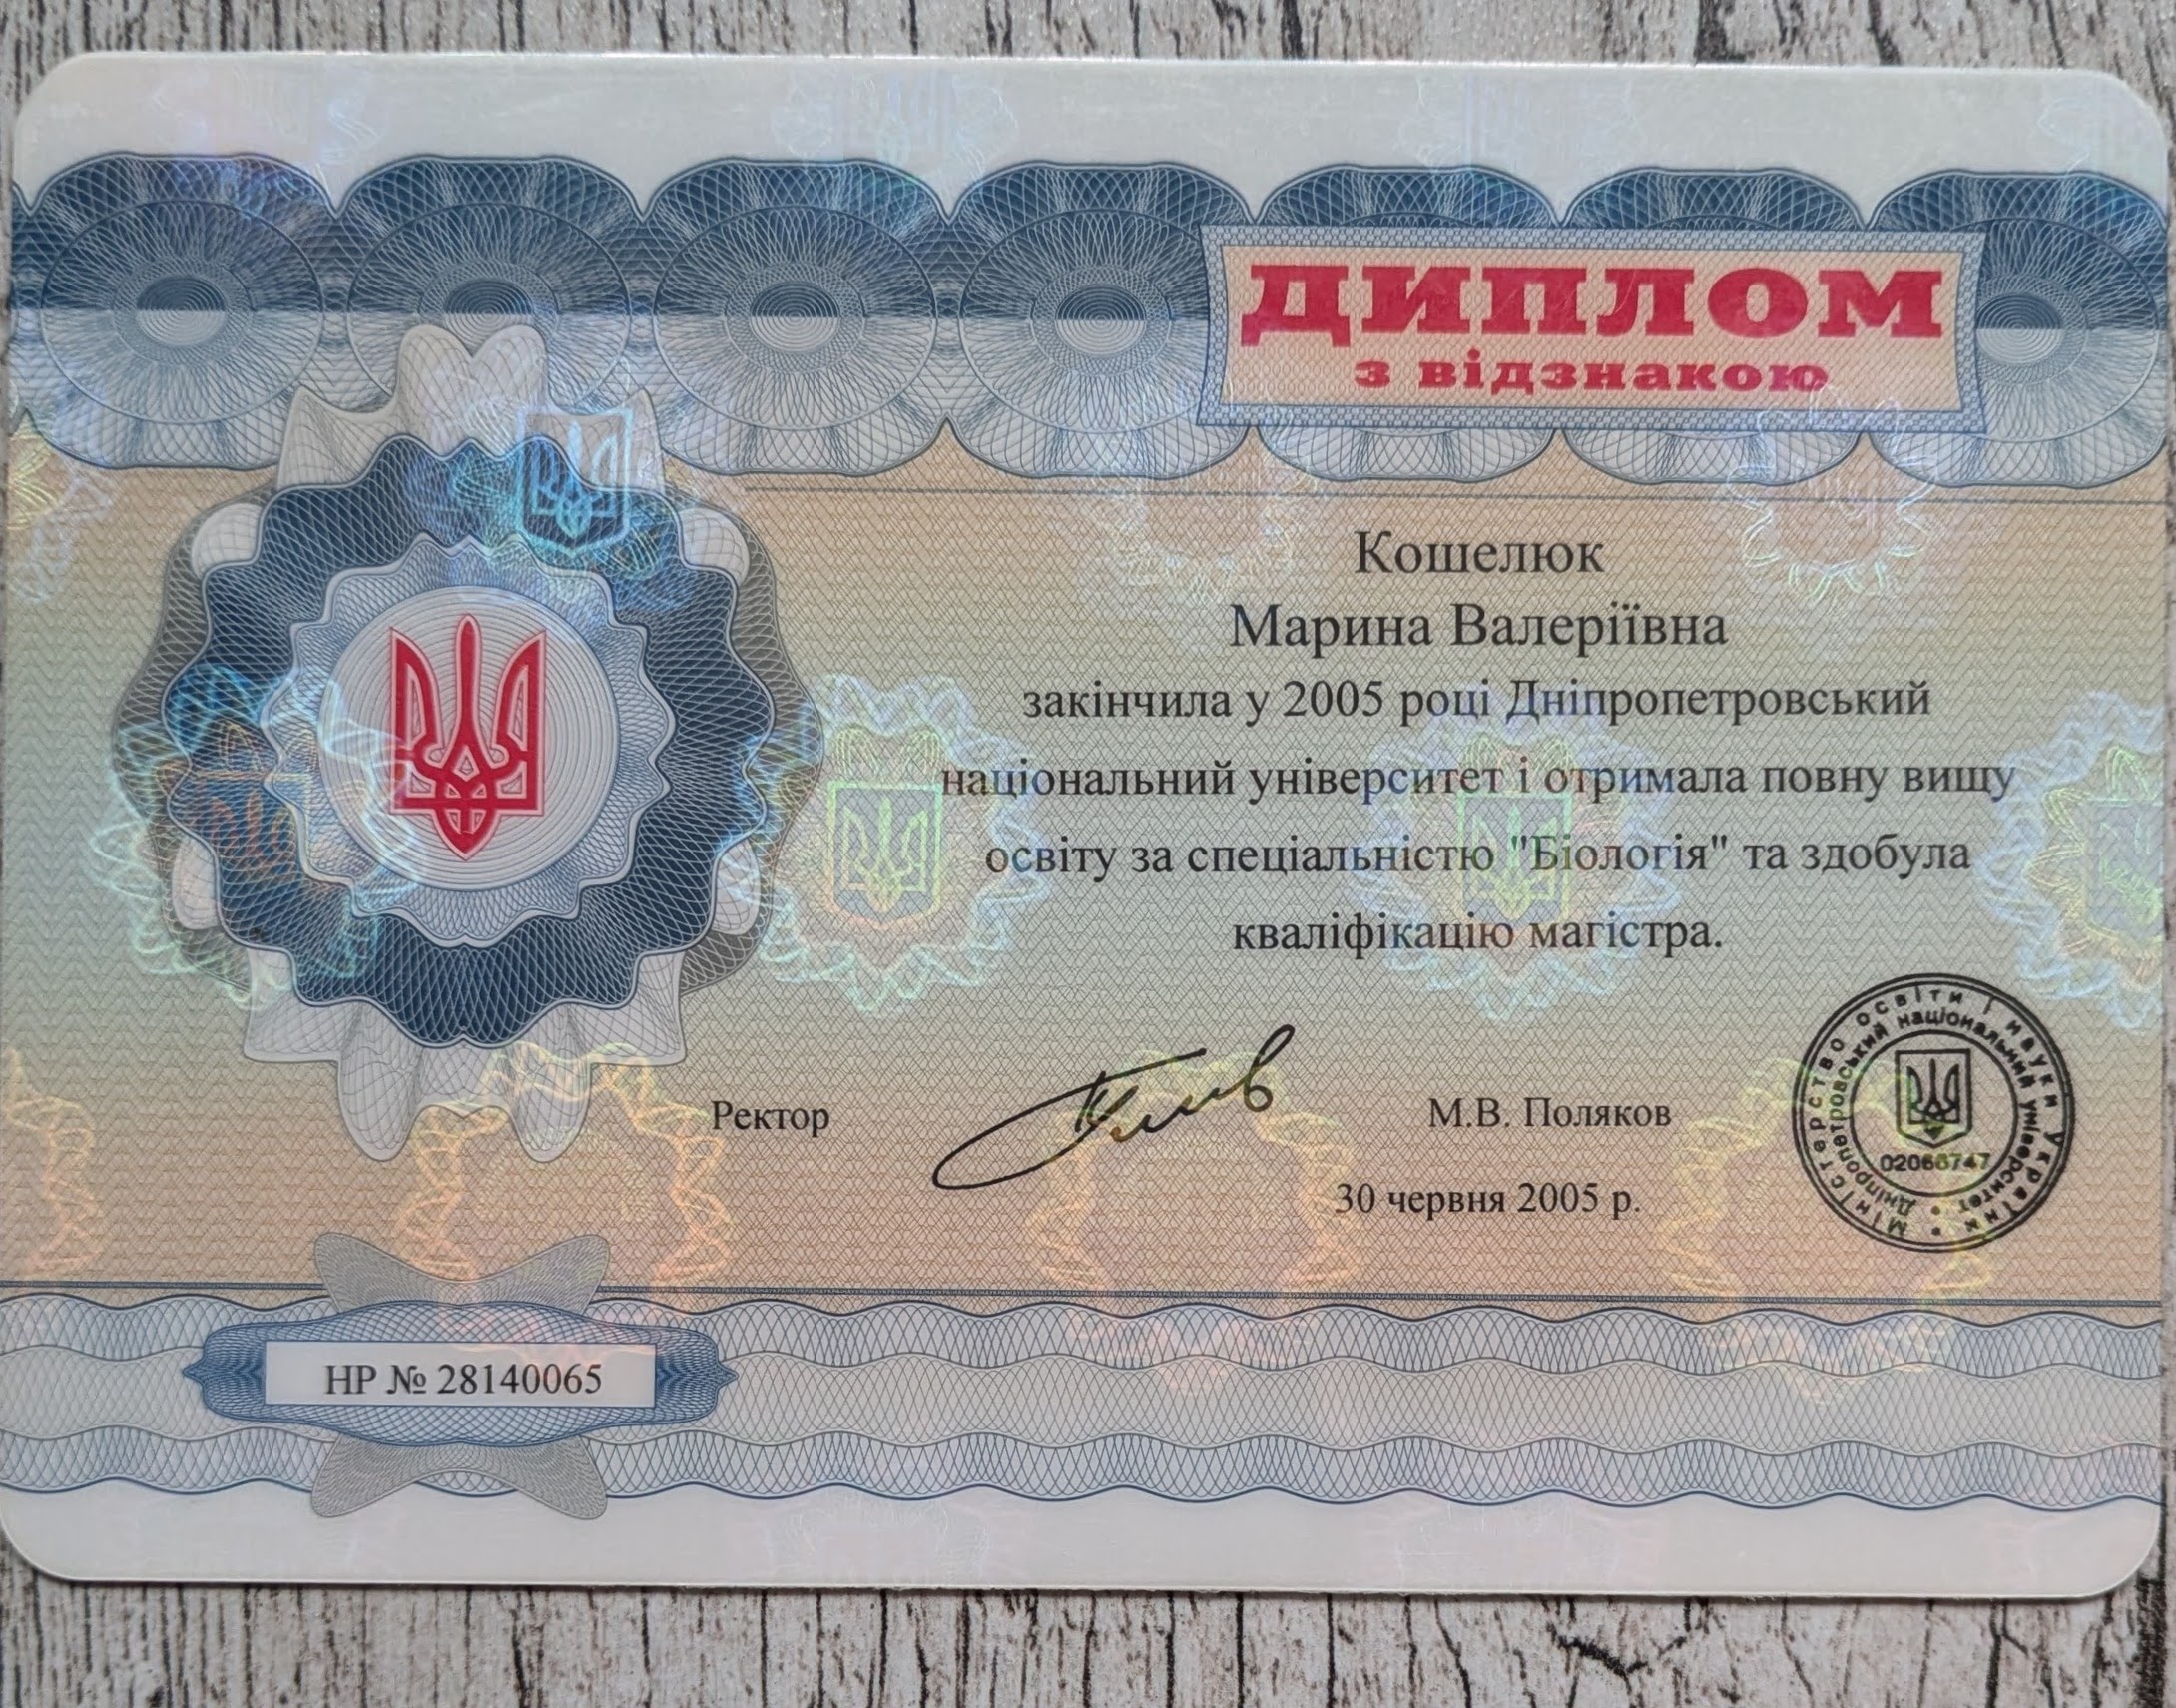 ДИПЛОМ
з відзнакою
Кошелюк
Марина Валеріївна
закінчила у 2005 році Дніпропетровський
національний університет і отримала повну вищу
освіту за спеціальністю "Біологія" та здобула
кваліфікацію магістра.
Ректор М.В. Поляков
30 червня 2005 р.
Міністерство освіти і науки України
Дніпропетровський національний університет
02066747
НР № 28140065